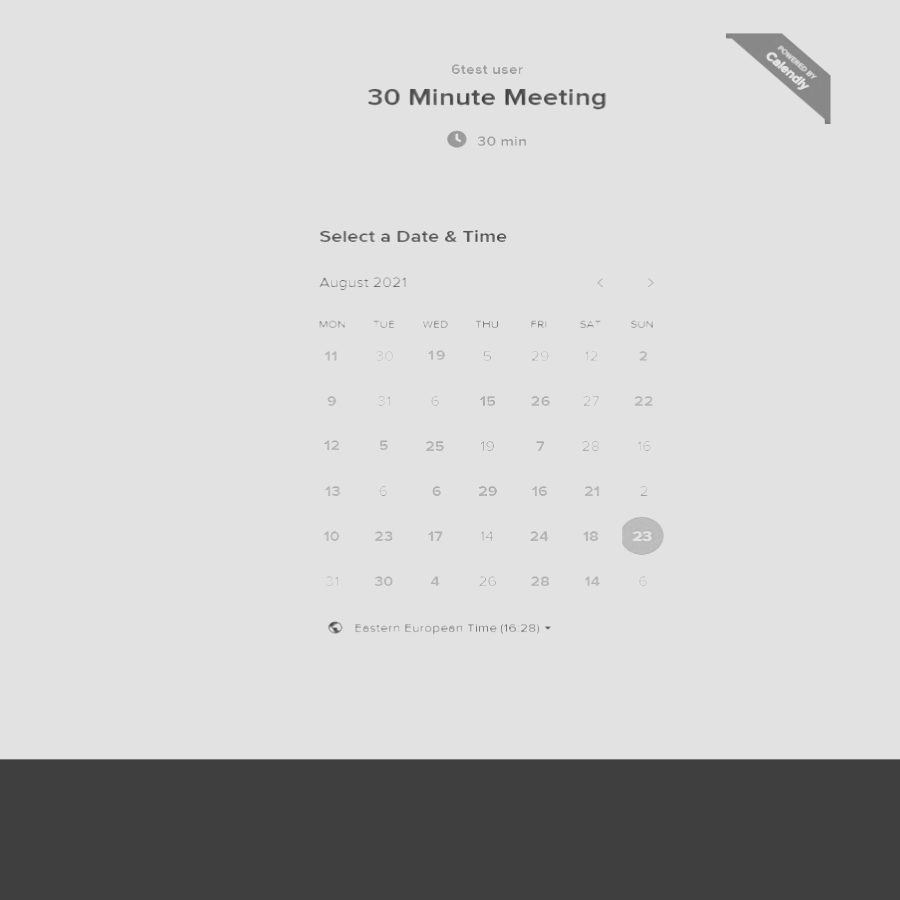 6test user
30 Minute Meeting
30 min
POWERED BY
Calendly
Select a Date & Time
August 2021
MON TUE WED THU FRI SAT SUN
11 30 19 5 29 12 2
9 31 6 15 26 27 22
12 5 25 19 7 28 16
13 6 6 29 16 21 2
10 23 17 14 24 18 23
31 30 4 26 28 14 6
Eastern European Time (16:28)